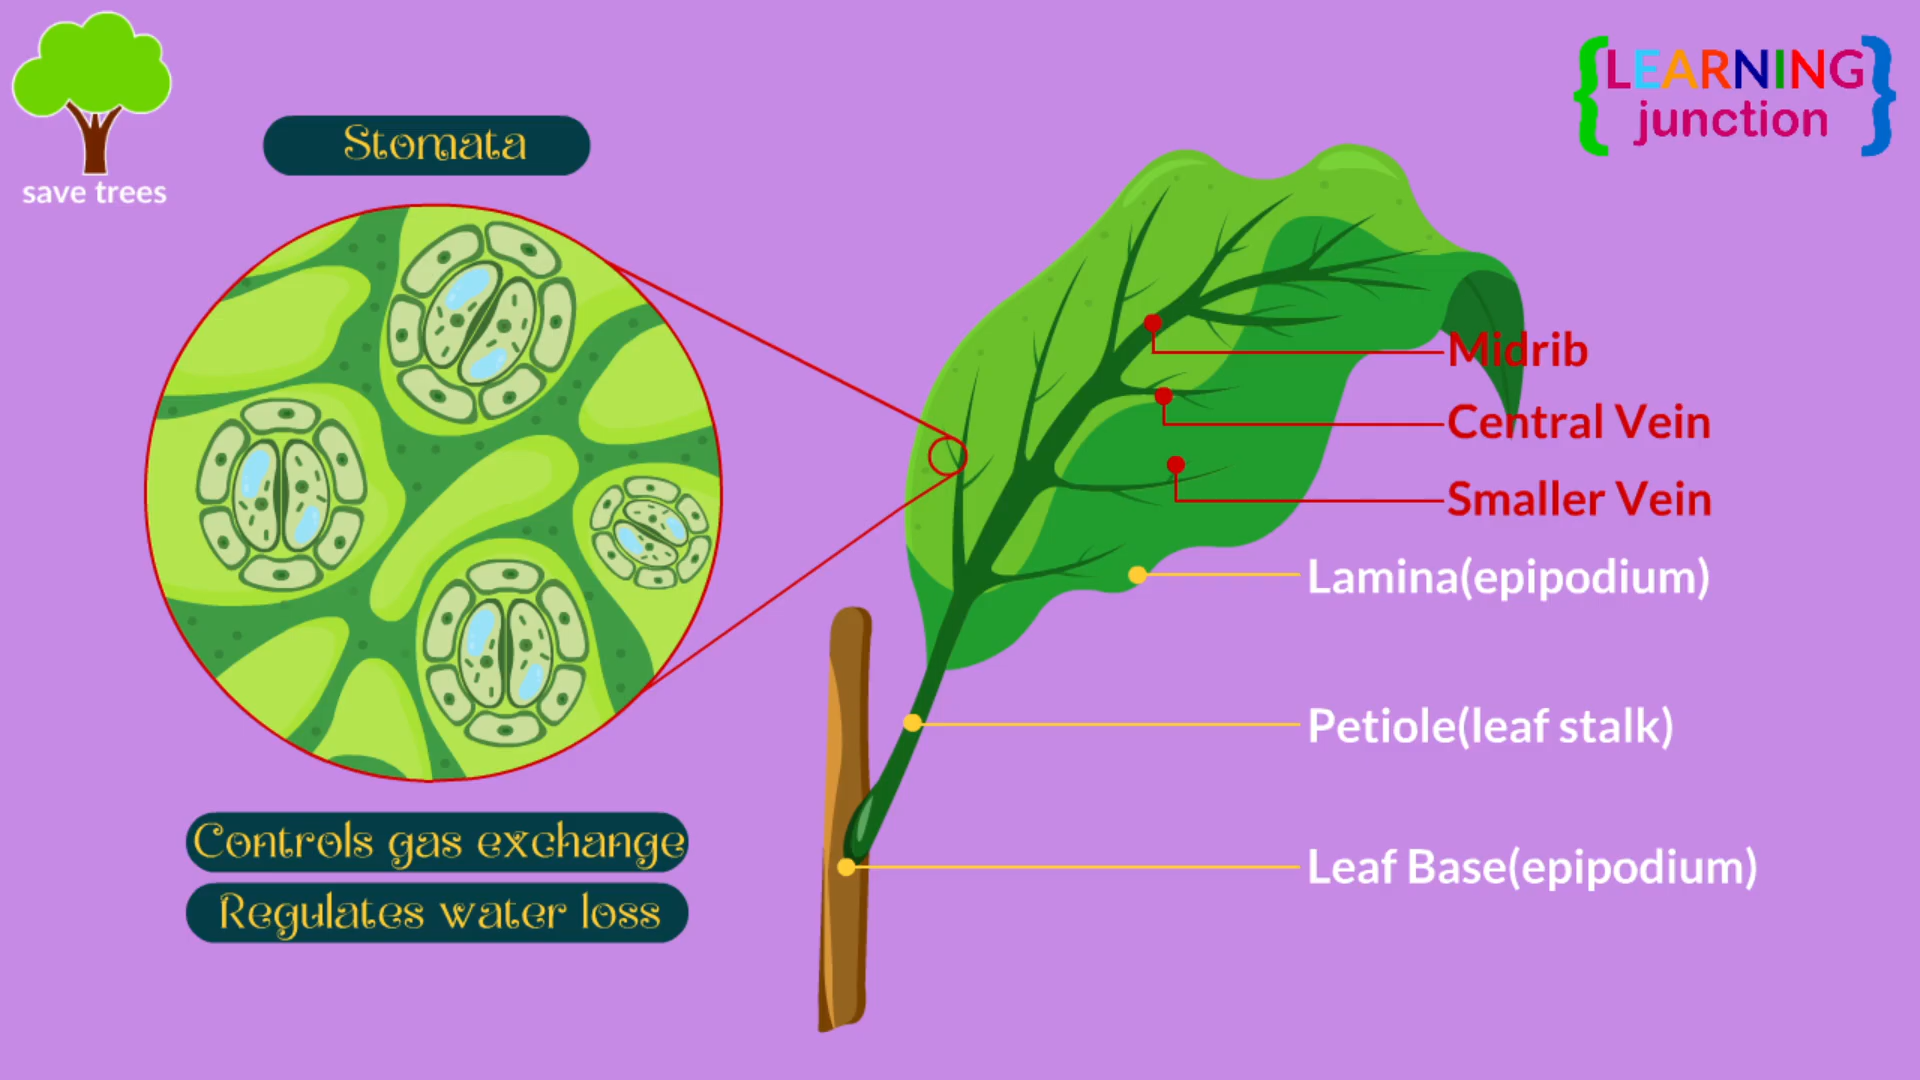 save trees
LEARNING
junction
Stomata
Midrib
Central Vein
Smaller Vein
Lamina(epipodium)
Petiole(leaf stalk)
Leaf Base(epipodium)
Controls gas exchange
Regulates water loss